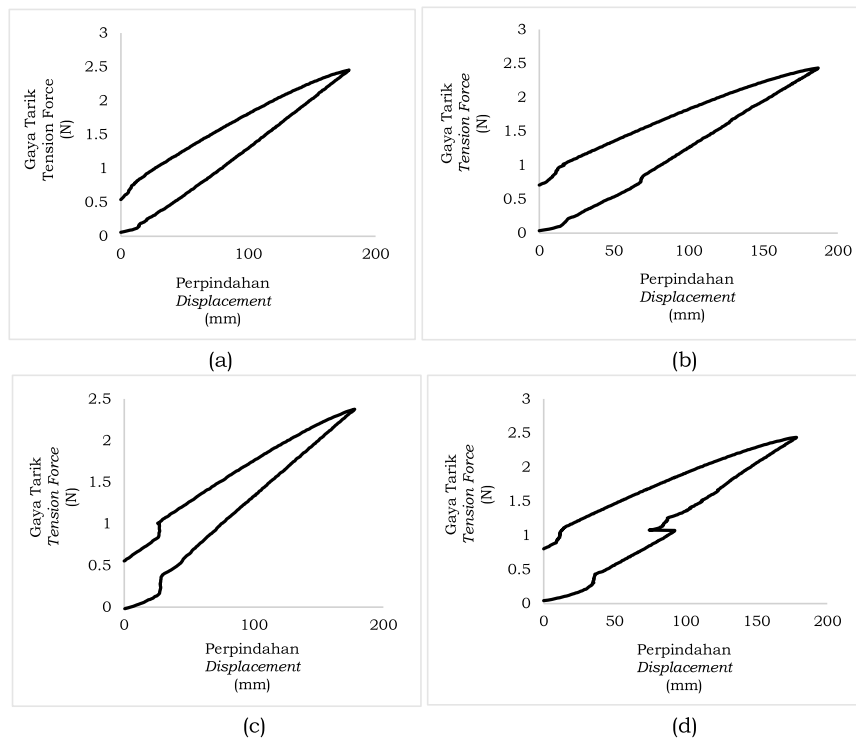 Gaya Tarik
Tension Force
(N)
3
2.5
2
1.5
1
0.5
0
0
100
200
Perpindahan
Displacement
(mm)
(a)
Gaya Tarik
Tension Force
(N)
3
2.5
2
1.5
1
0.5
0
0
50
100
150
200
Perpindahan
Displacement
(mm)
(b)
Gaya Tarik
Tension Force
(N)
2.5
2
1.5
1
0.5
0
0
100
200
Perpindahan
Displacement
(mm)
(c)
Gaya Tarik
Tension Force
(N)
3
2.5
2
1.5
1
0.5
0
0
50
100
150
200
Perpindahan
Displacement
(mm)
(d)